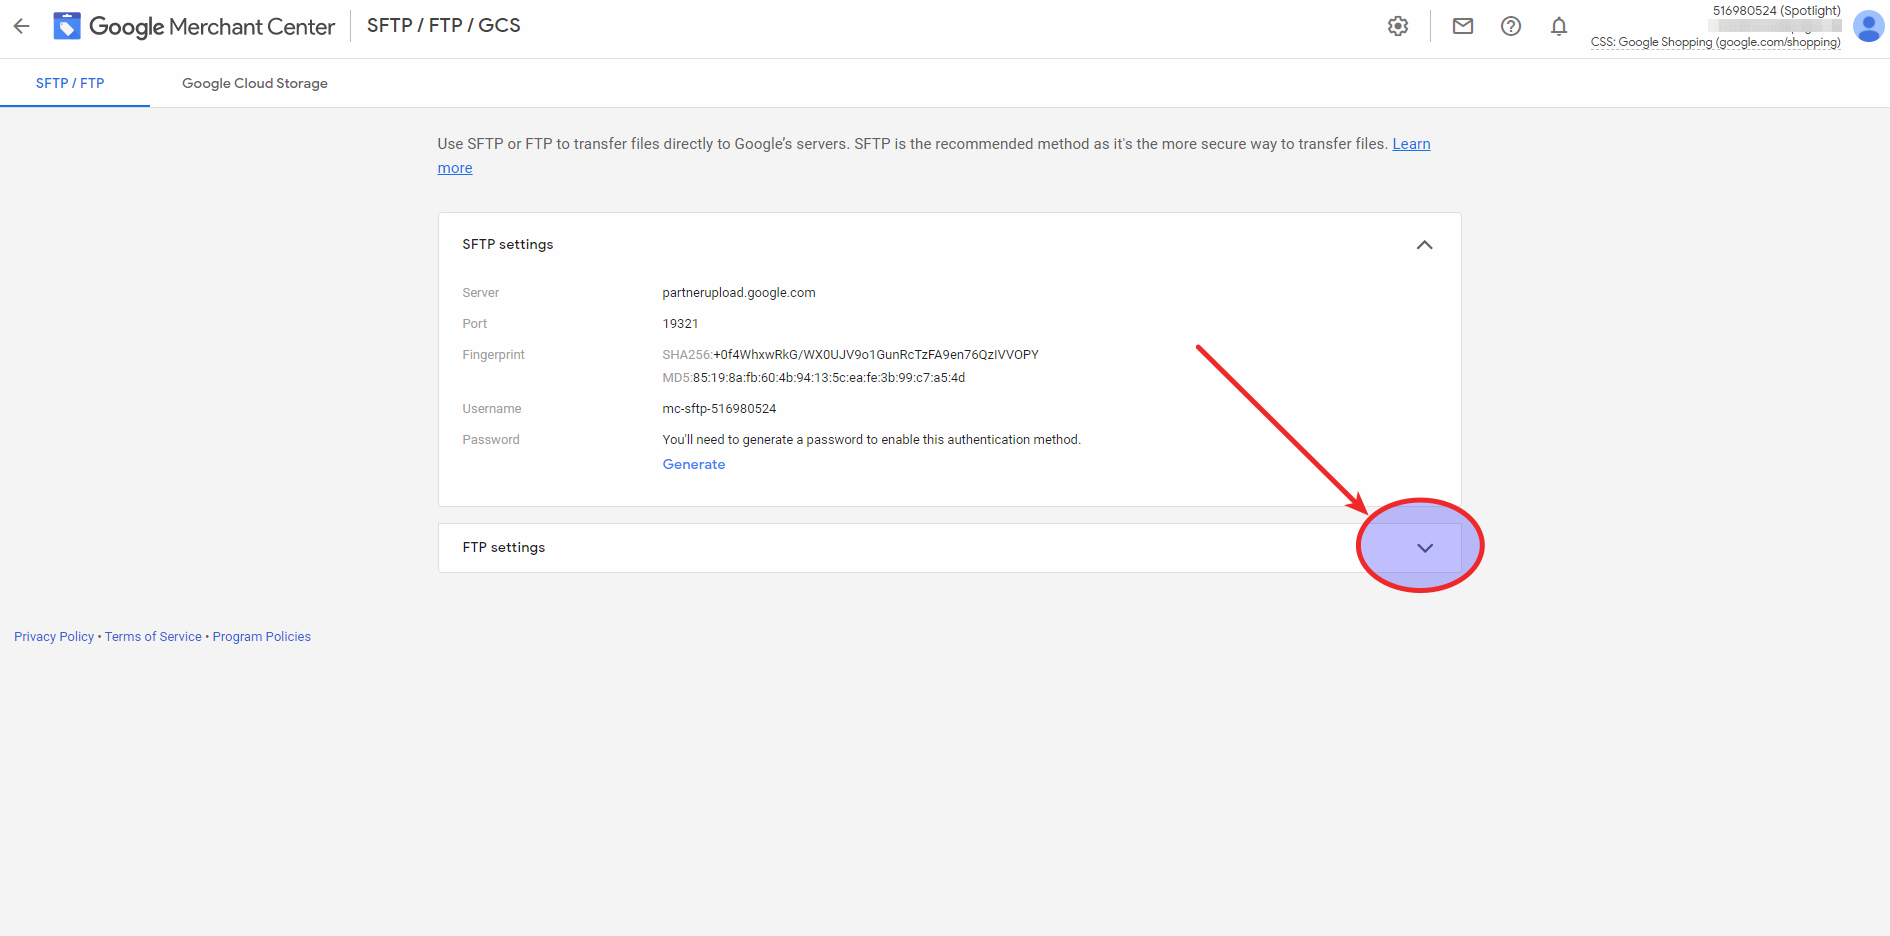 Google Merchant Center
SFTP / FTP / GCS
516980524 (Spotlight)
CSS: Google Shopping (google.com/shopping)
SFTP / FTP
Google Cloud Storage
Use SFTP or FTP to transfer files directly to Google’s servers. SFTP is the recommended method as it's the more secure way to transfer files. Learn
more
SFTP settings
Server
partnerupload.google.com
Port
19321
Fingerprint
SHA256:+0f4WhxwRkG/WX0UJV9o1GunRcTzFA9en76QzIVVOPY
MD5:85:19:8a:fb:60:4b:94:13:5c:ea:fe:3b:99:c7:a5:4d
Username
mc-sftp-516980524
Password
You'll need to generate a password to enable this authentication method.
Generate
FTP settings
Privacy Policy • Terms of Service • Program Policies